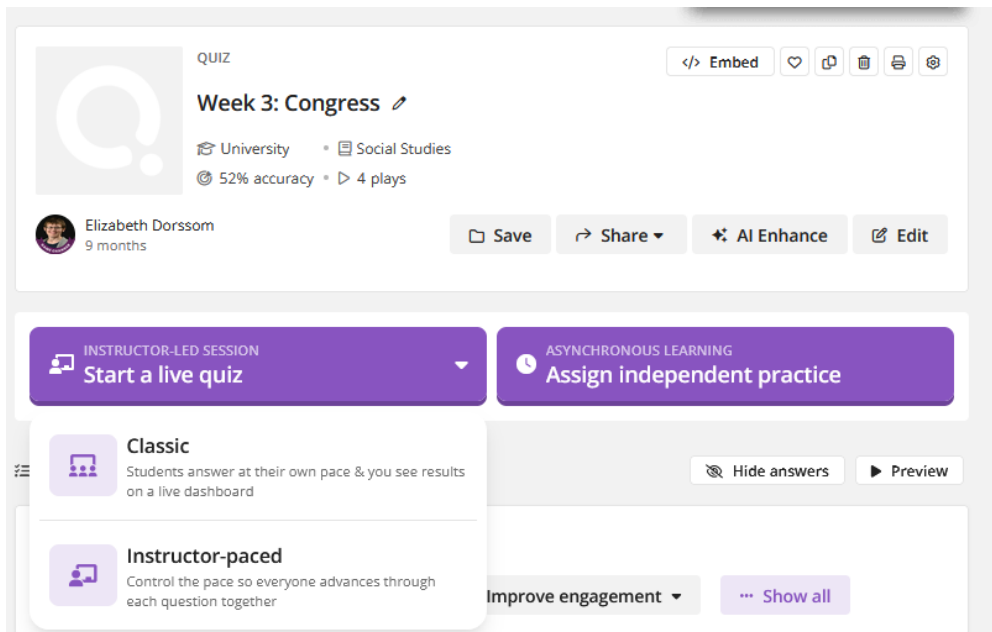 QUIZ
</> Embed
Week 3: Congress
University • Social Studies
52% accuracy • 4 plays
Elizabeth Dorssom
9 months
Save
Share
AI Enhance
Edit
INSTRUCTOR-LED SESSION
Start a live quiz
ASYNCHRONOUS LEARNING
Assign independent practice
Classic
Students answer at their own pace & you see results
on a live dashboard
Hide answers
Preview
Instructor-paced
Control the pace so everyone advances through
each question together
Improve engagement
Show all